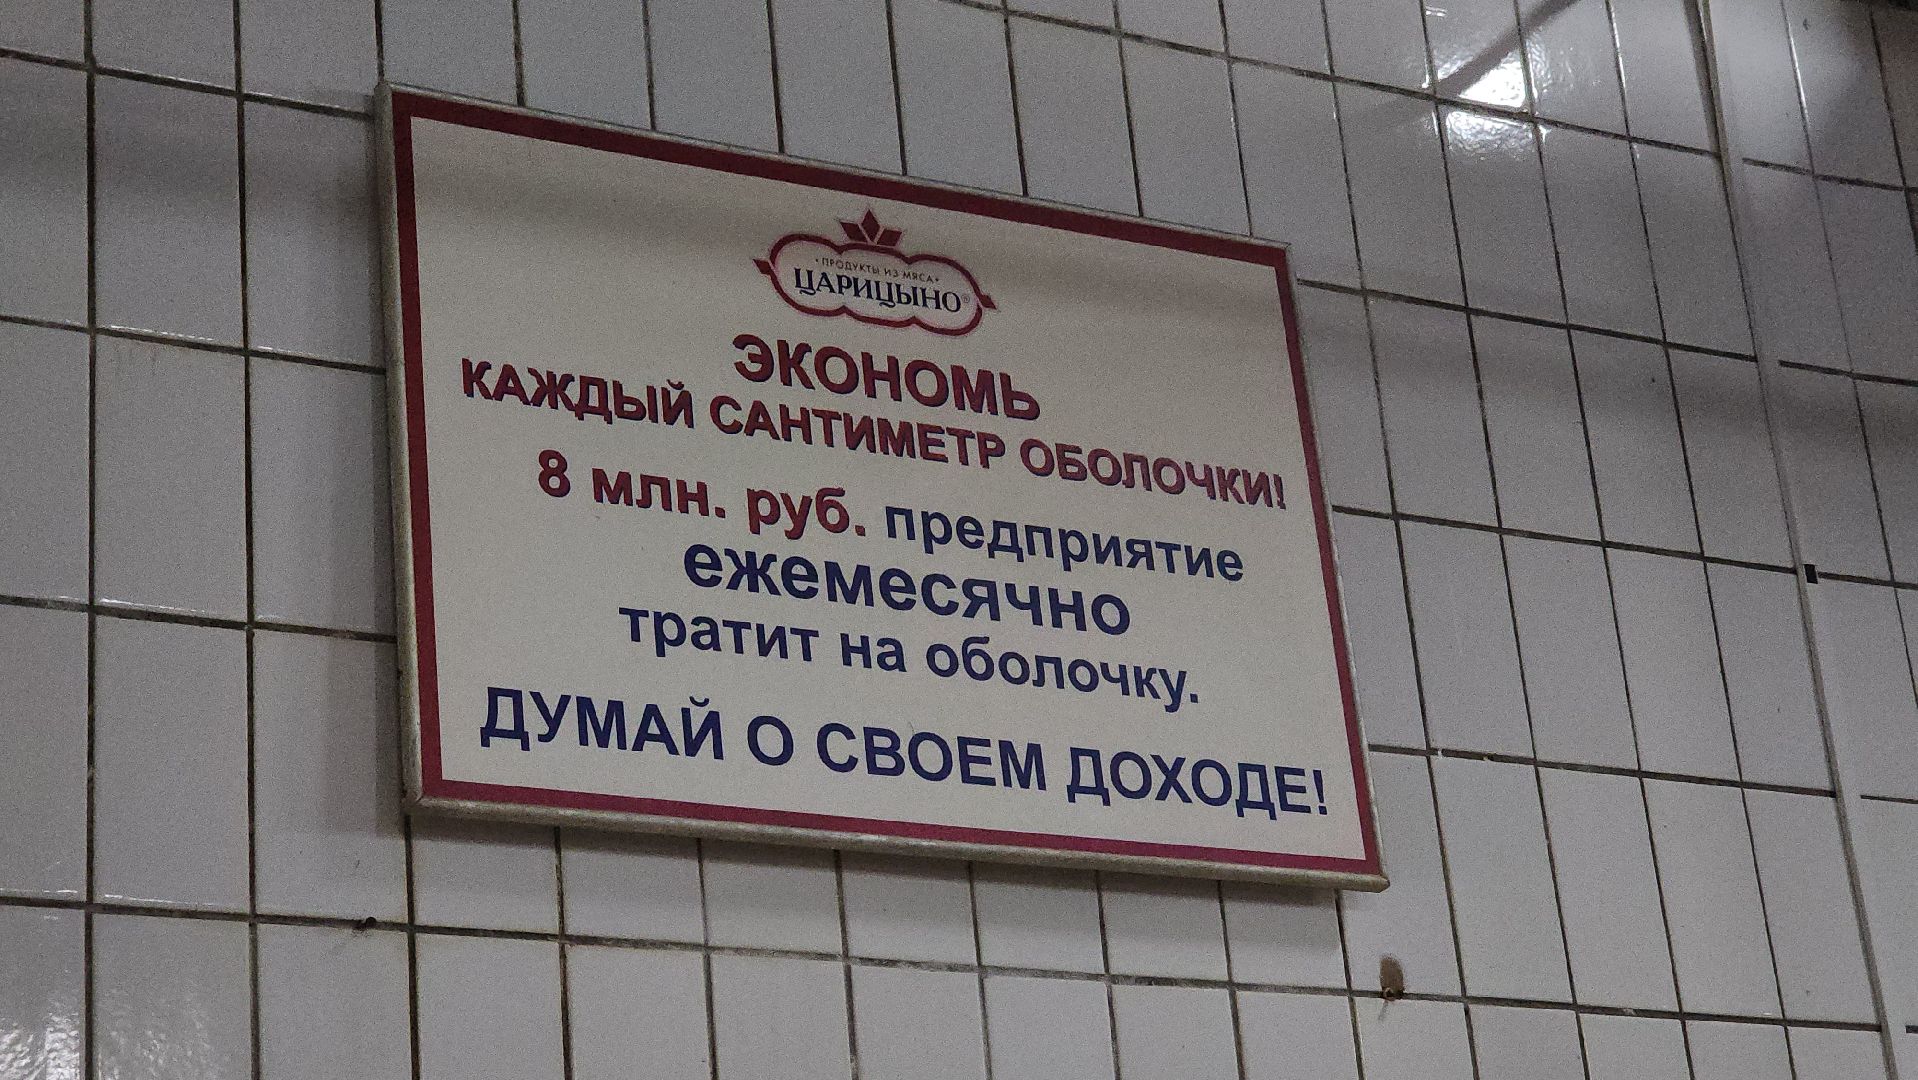 • ПРОДУКТЫ ИЗ МЯСА •
ЦАРИЦЫНО®
ЭКОНОМЬ
КАЖДЫЙ САНТИМЕТР ОБОЛОЧКИ!
8 млн. руб. предприятие
ежемесячно
тратит на оболочку.
ДУМАЙ О СВОЕМ ДОХОДЕ!